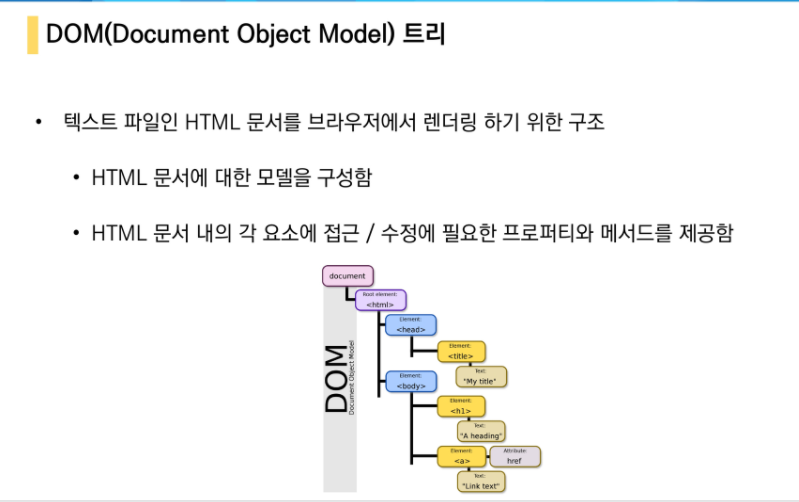 DOM(Document Object Model) 트리
• 텍스트 파일인 HTML 문서를 브라우저에서 렌더링 하기 위한 구조
• HTML 문서에 대한 모델을 구성함
• HTML 문서 내의 각 요소에 접근 / 수정에 필요한 프로퍼티와 메서드를 제공함
document
Root element:
<html>
Element:
<head>
Element:
<title>
Text:
"My title"
DOM
Document Object Model
Element:
<body>
Element:
<h1>
Text:
"A heading"
Element:
<a>
Attribute:
href
Text:
"Link text"